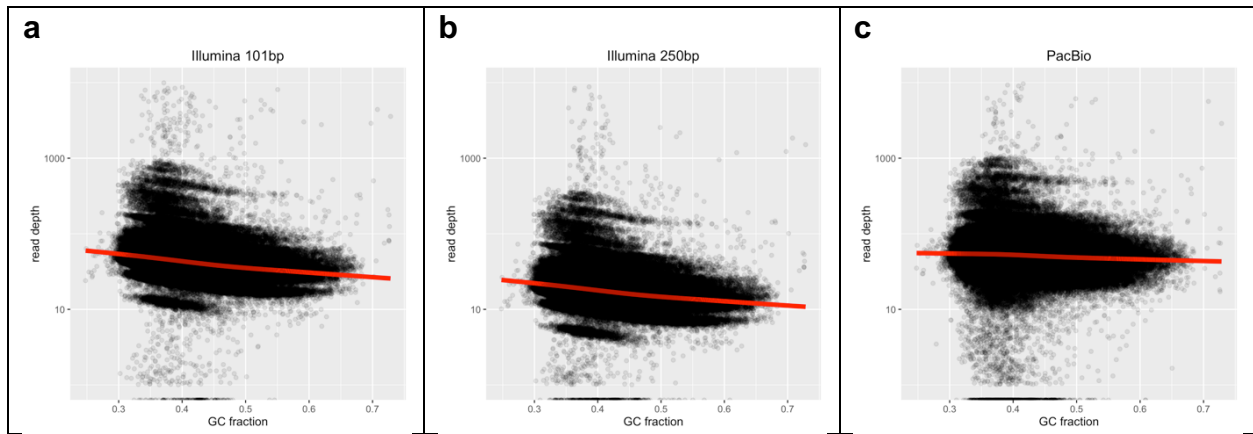 a
Illumina 101bp
read depth
1000
10
0.3 0.4 0.5 0.6 0.7
GC fraction
b
Illumina 250bp
read depth
1000
10
0.3 0.4 0.5 0.6 0.7
GC fraction
c
PacBio
read depth
1000
10
0.3 0.4 0.5 0.6 0.7
GC fraction